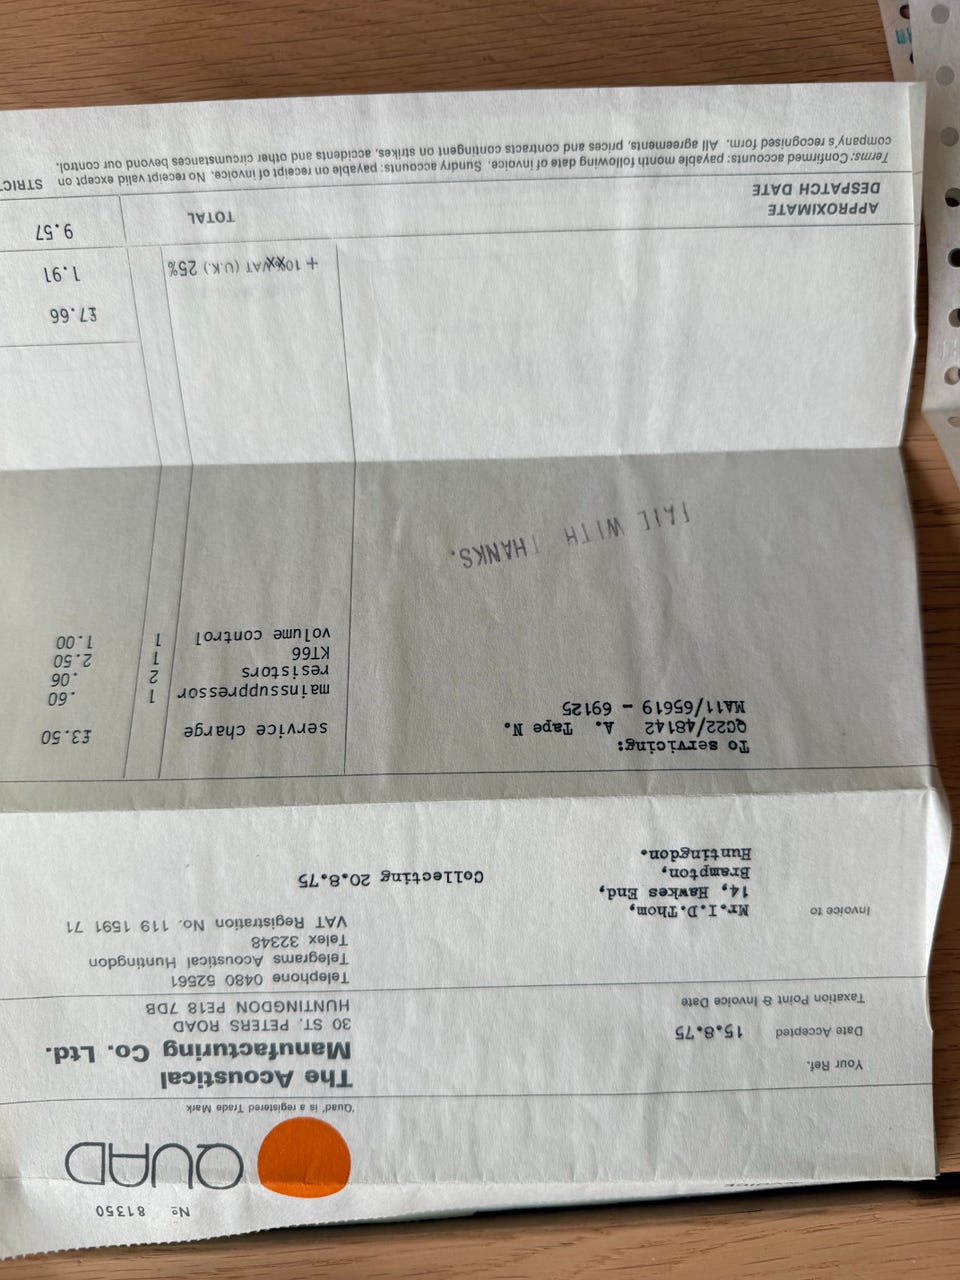 No 81350
QUAD
'Quad' is a registered Trade Mark
The Acoustical
Manufacturing Co. Ltd.
30 ST. PETERS ROAD
HUNTINGDON PE18 7DB
Telephone 0480 52561
Telegrams Acoustical Huntingdon
Telex 32348
VAT Registration No. 119 1591 71
Your Ref.
Date Accepted 15.8.75
Taxation Point & Invoice Date
Invoice to
Mr.I.D.Thom,
14, Hawkes End,
Brampton,
Huntingdon.
Collecting 20.8.75
To servicing:
QC22/48142 A. Tape N.
MA11/65619 - 69125
service charge £3.50
mainssuppressor 1 .60
resistors 2 .06
KT66 1 2.50
volume control 1 1.00
PAID WITH THANKS.
£7.66
+ 10% VAT (U.K.) 25% 1.91
TOTAL 9.57
APPROXIMATE
DESPATCH DATE
Terms: Confirmed accounts: payable month following date of invoice. Sundry accounts: payable on receipt of invoice. No receipt valid except on
company's recognised form. All agreements, prices and contracts contingent on strikes, accidents and other circumstances beyond our control.
STRICT